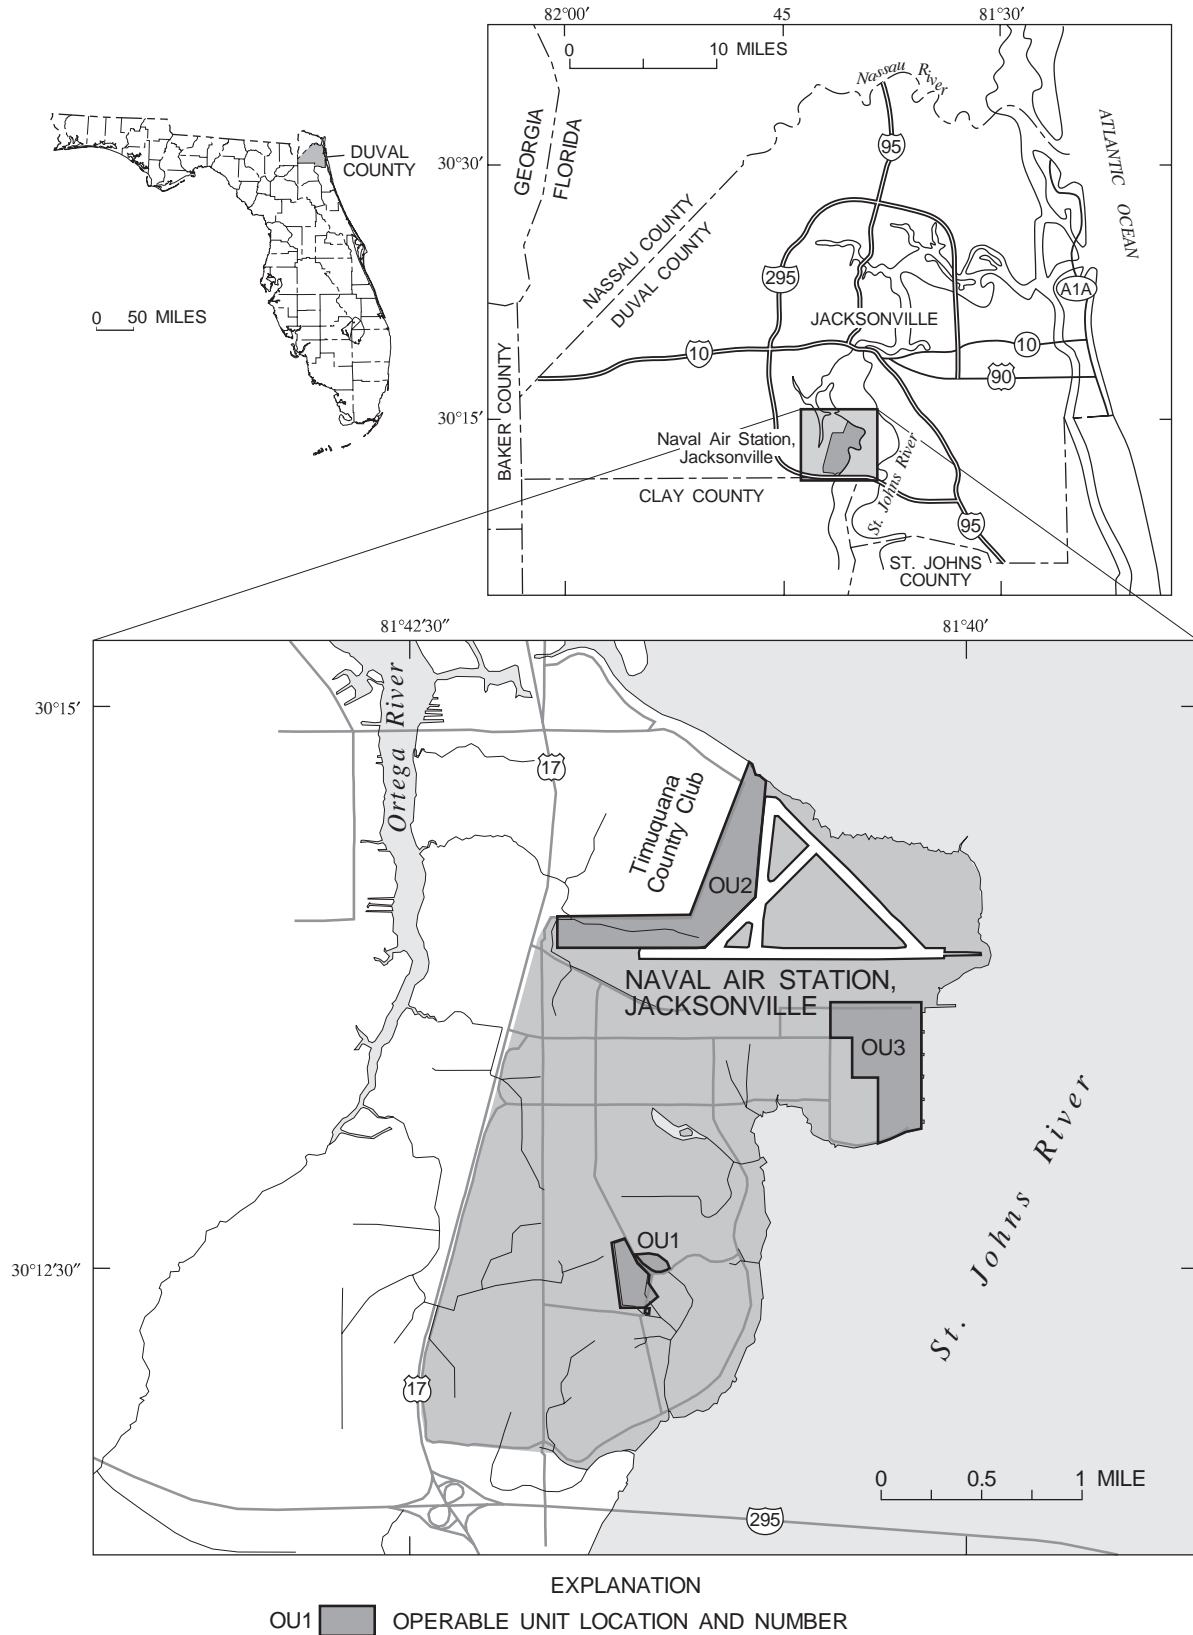 82°00′
45
81°30′
0 10 MILES
Nassau River
95
GEORGIA
FLORIDA
ATLANTIC OCEAN
DUVAL
COUNTY
30°30′
NASSAU COUNTY
DUVAL COUNTY
295
A1A
0 50 MILES
JACKSONVILLE
10
10
90
BAKER COUNTY
30°15′
Naval Air Station,
Jacksonville
St. Johns River
CLAY COUNTY
95
ST. JOHNS
COUNTY
81°42′30″
81°40′
30°15′
Ortega River
17
Timuquana
Country Club
OU2
NAVAL AIR STATION,
JACKSONVILLE
OU3
St. Johns River
OU1
30°12′30″
17
0 0.5 1 MILE
295
EXPLANATION
OU1 OPERABLE UNIT LOCATION AND NUMBER